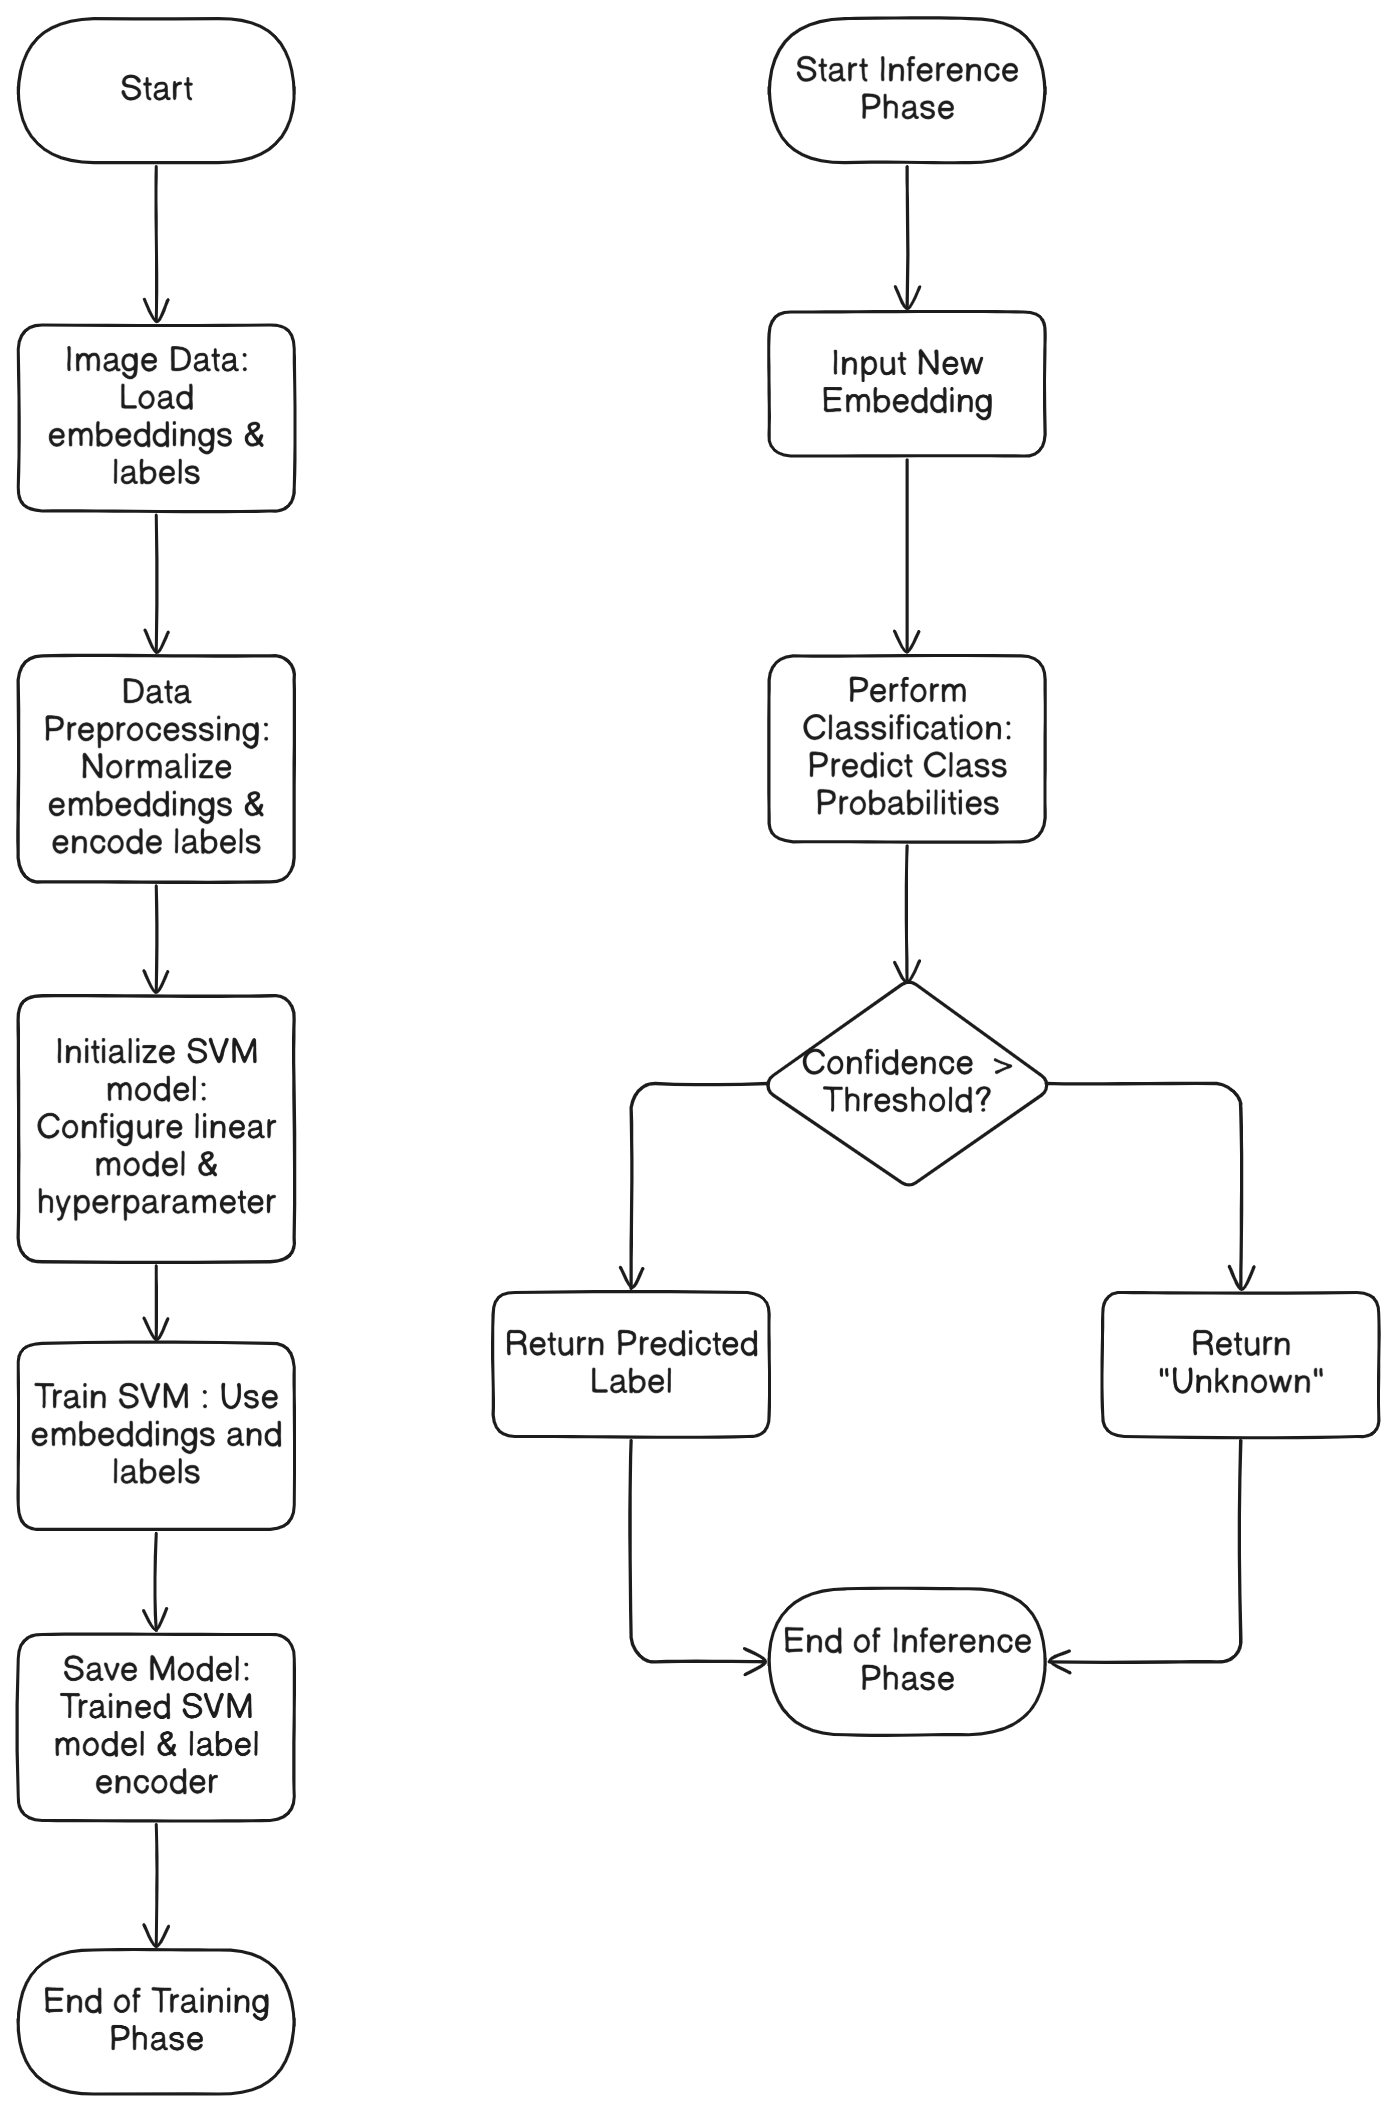 Start
Image Data:
Load
embeddings &
labels
Data
Preprocessing:
Normalize
embeddings &
encode labels
Initialize SVM
model:
Configure linear
model &
hyperparameter
Train SVM : Use
embeddings and
labels
Save Model:
Trained SVM
model & label
encoder
End of Training
Phase
Start Inference
Phase
Input New
Embedding
Perform
Classification:
Predict Class
Probabilities
Confidence >
Threshold?
Return Predicted
Label
Return
"Unknown"
End of Inference
Phase